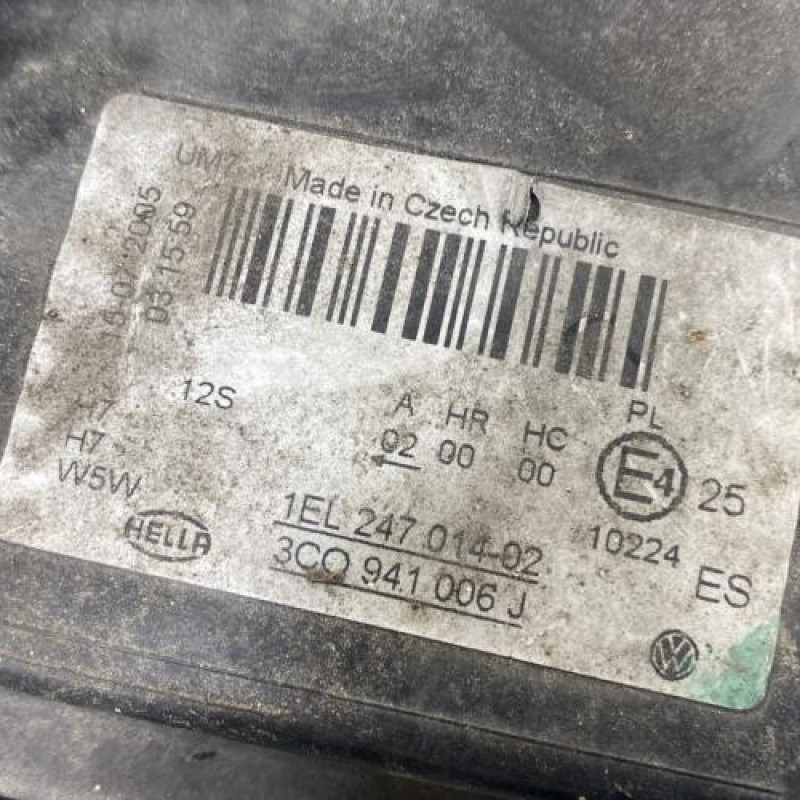 UM7 Made in Czech Republic
15.07.2005
03:15:59
12S
H7
H7
W5W
A HR HC PL
02 00 00 E4 25
10224 ES
HELLA
1EL 247 014-02
3C0 941 006 J
VW